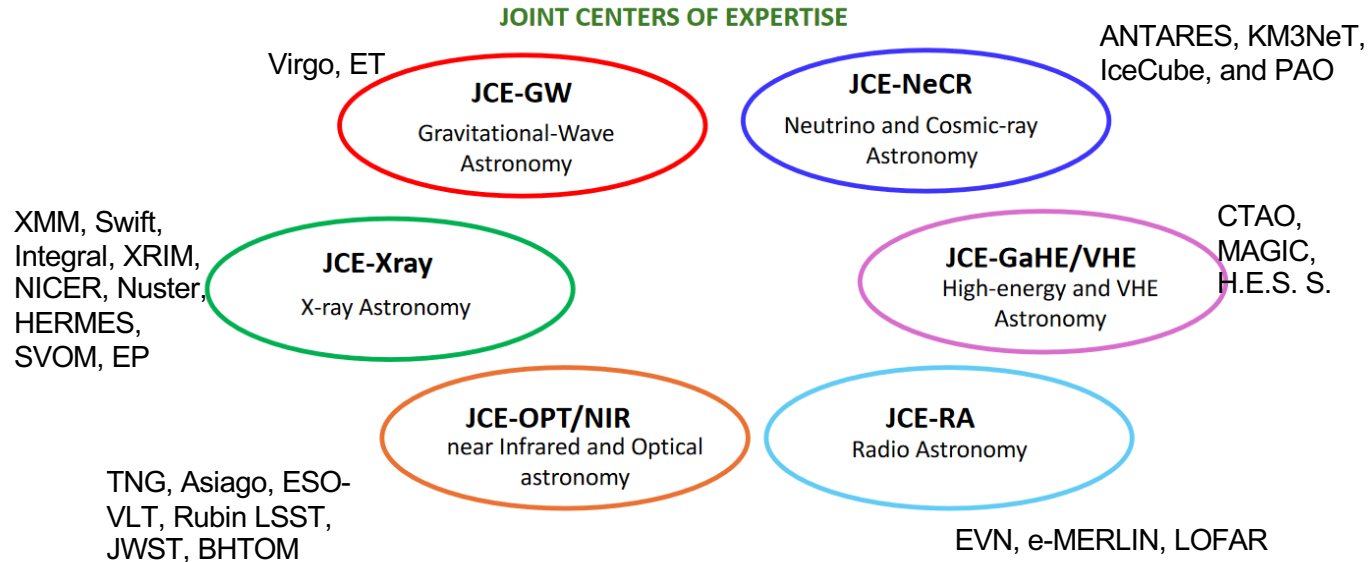 JOINT CENTERS OF EXPERTISE
Virgo, ET
JCE-GW
Gravitational-Wave
Astronomy
ANTARES, KM3NeT,
IceCube, and PAO
JCE-NeCR
Neutrino and Cosmic-ray
Astronomy
XMM, Swift,
Integral, XRIM,
NICER, Nuster,
HERMES,
SVOM, EP
JCE-Xray
X-ray Astronomy
JCE-GaHE/VHE
High-energy and VHE
Astronomy
CTAO,
MAGIC,
H.E.S. S.
JCE-OPT/NIR
near Infrared and Optical
astronomy
TNG, Asiago, ESO-
VLT, Rubin LSST,
JWST, BHTOM
JCE-RA
Radio Astronomy
EVN, e-MERLIN, LOFAR